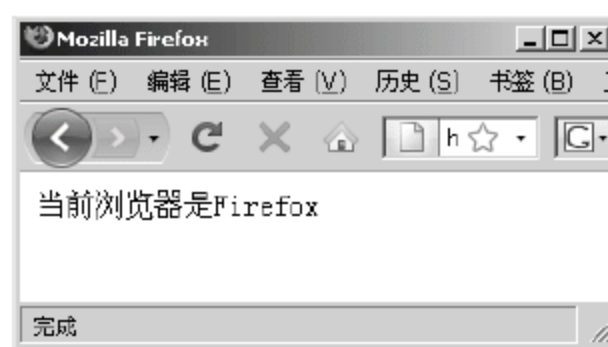 Mozilla Firefox
文件 (F) 编辑 (E) 查看 (V) 历史 (S) 书签 (B)
h G
当前浏览器是Firefox
完成